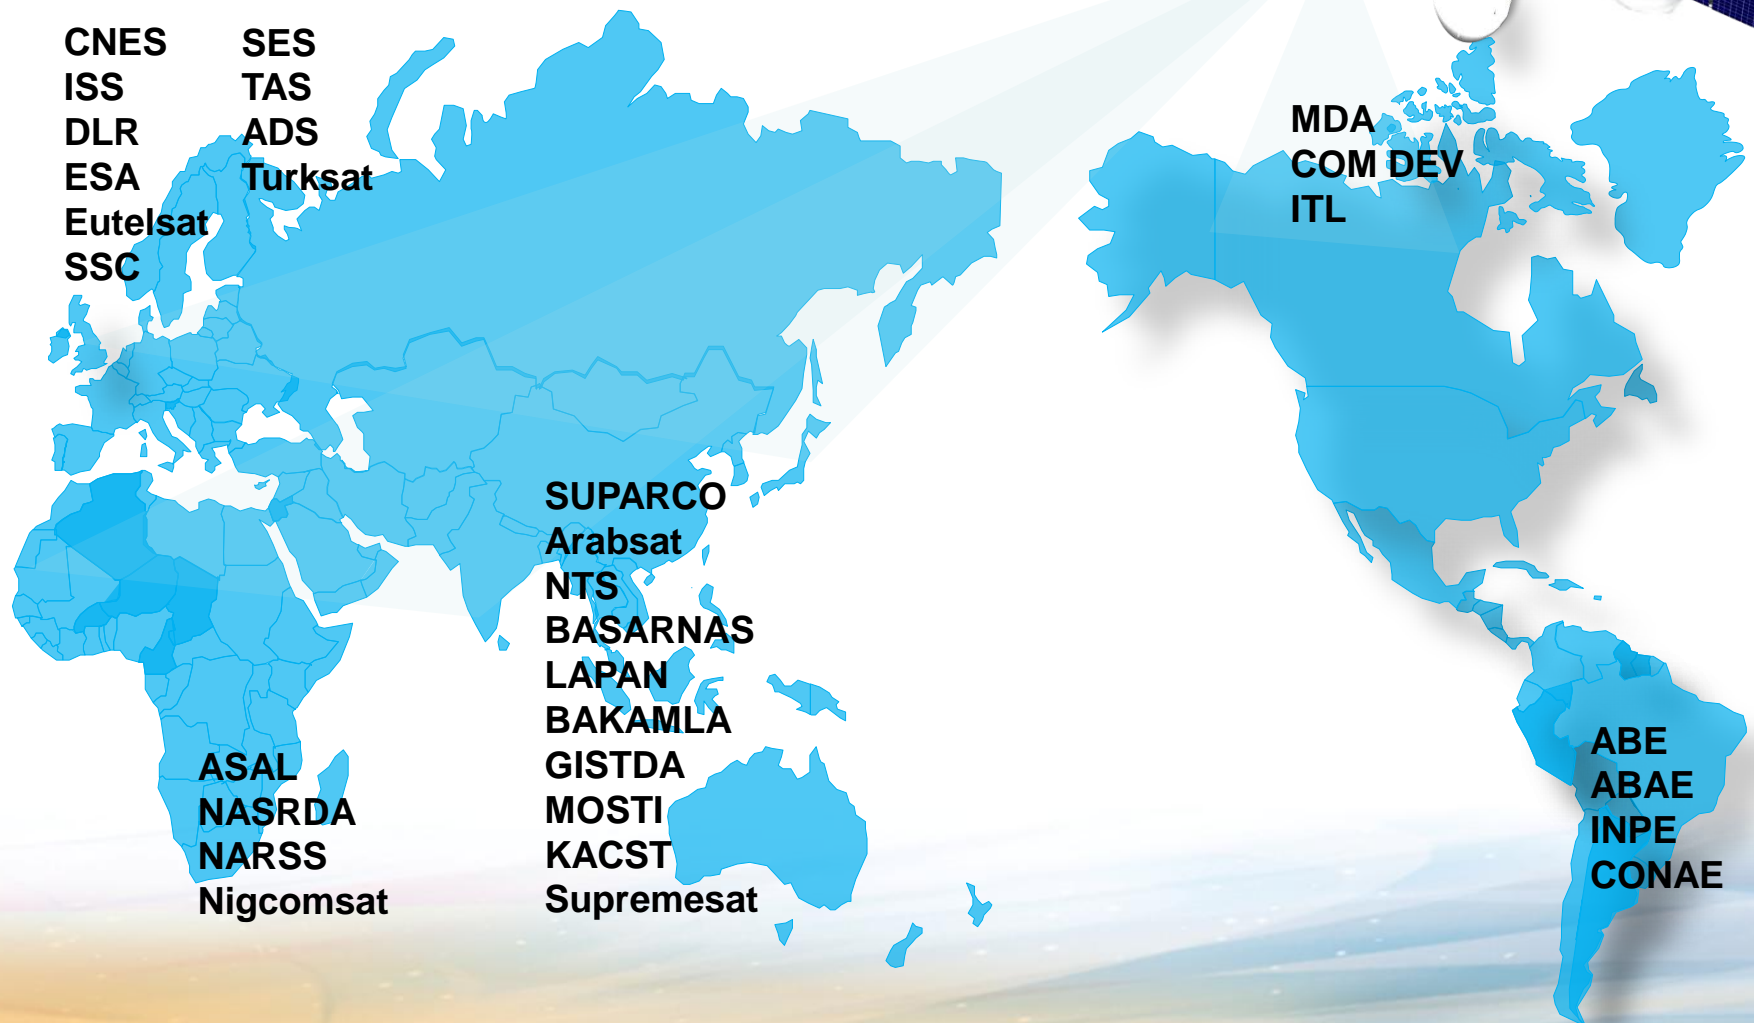 CNES
ISS
DLR
ESA
Eutelsat
SSC
SES
TAS
ADS
Turksat
MDA
COM DEV
ITL
SUPARCO
Arabsat
NTS
BASARNAS
LAPAN
BAKAMLA
GISTDA
MOSTI
KACST
Supremesat
ASAL
NASRDA
NARSS
Nigcomsat
ABE
ABAE
INPE
CONAE